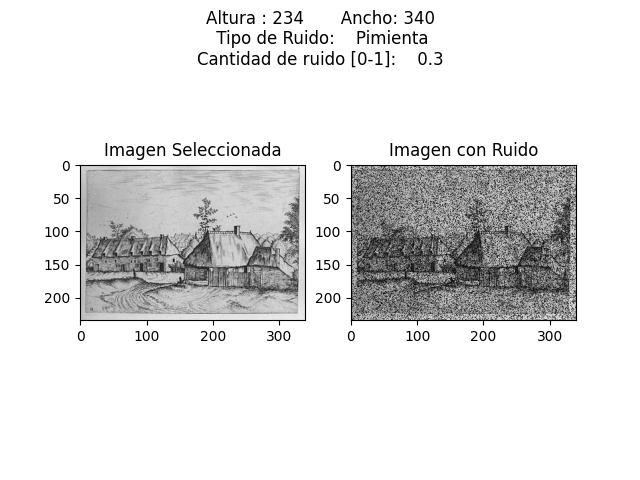 Altura : 234 Ancho: 340
Tipo de Ruido: Pimienta
Cantidad de ruido [0-1]: 0.3
Imagen Seleccionada
Imagen con Ruido
0
50
100
150
200
0 100 200 300
0
50
100
150
200
0 100 200 300